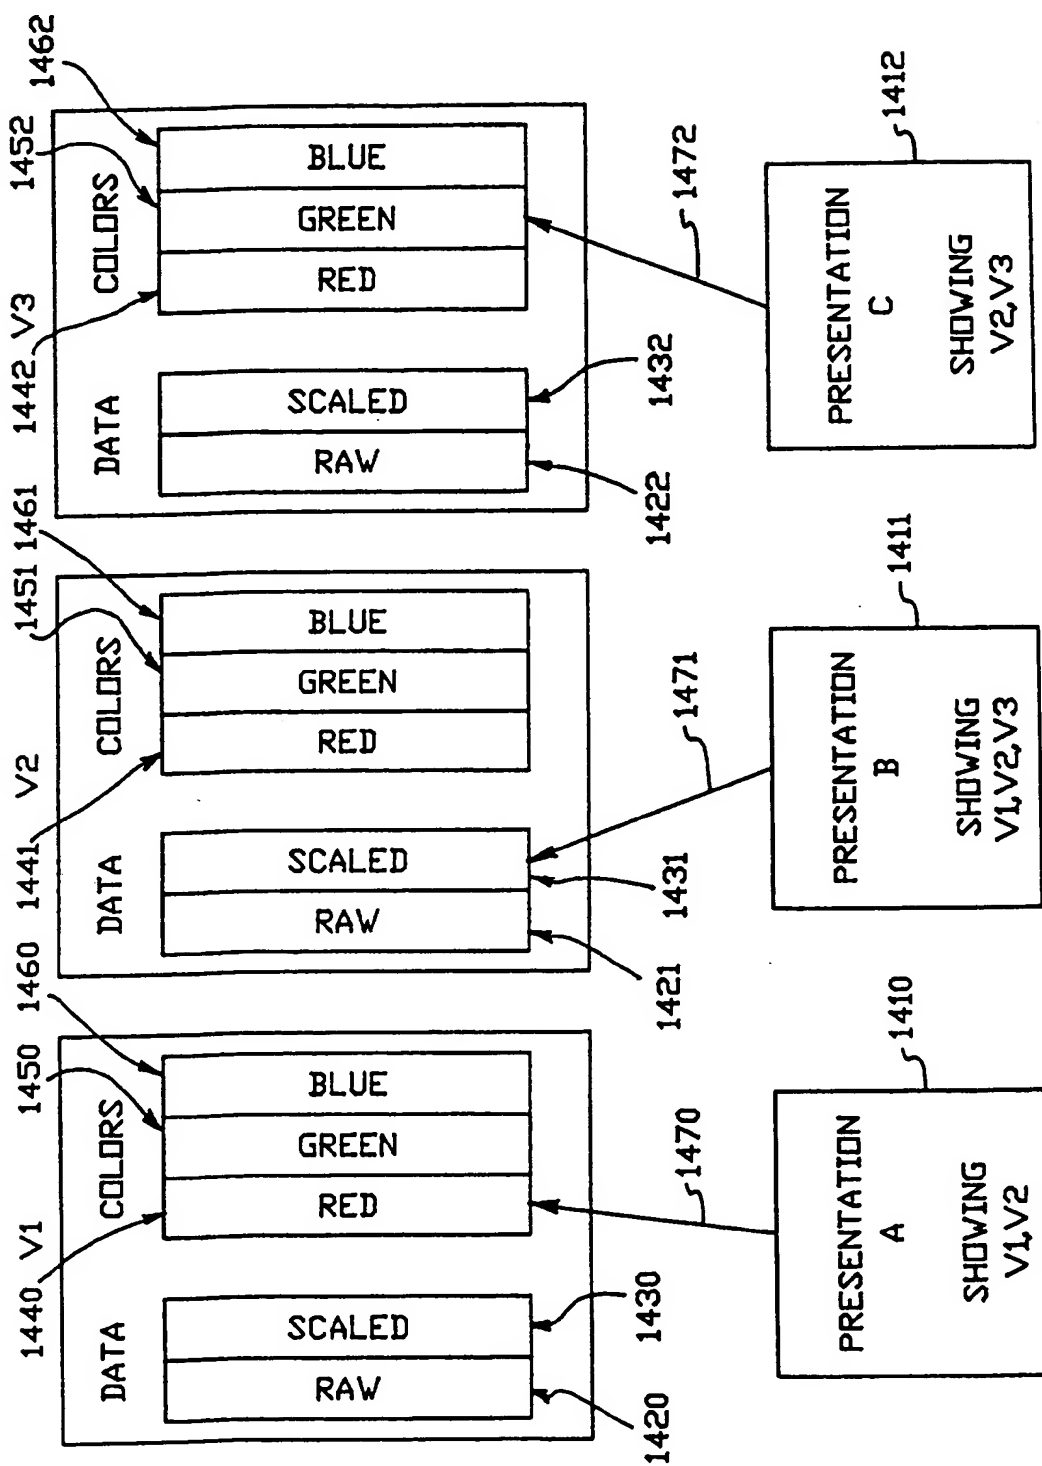 1440 V1
1450
1460
DATA
COLORS
RAW
SCALED
RED
GREEN
BLUE
1420
1430
1470
PRESENTATION
A
SHOWING
V1,V2
1410
1441
V2
1451
1461
DATA
COLORS
RAW
SCALED
RED
GREEN
BLUE
1421
1431
1471
PRESENTATION
B
SHOWING
V1,V2,V3
1411
1442 V3
1452
1462
DATA
COLORS
RAW
SCALED
RED
GREEN
BLUE
1422
1432
1472
PRESENTATION
C
SHOWING
V2,V3
1412